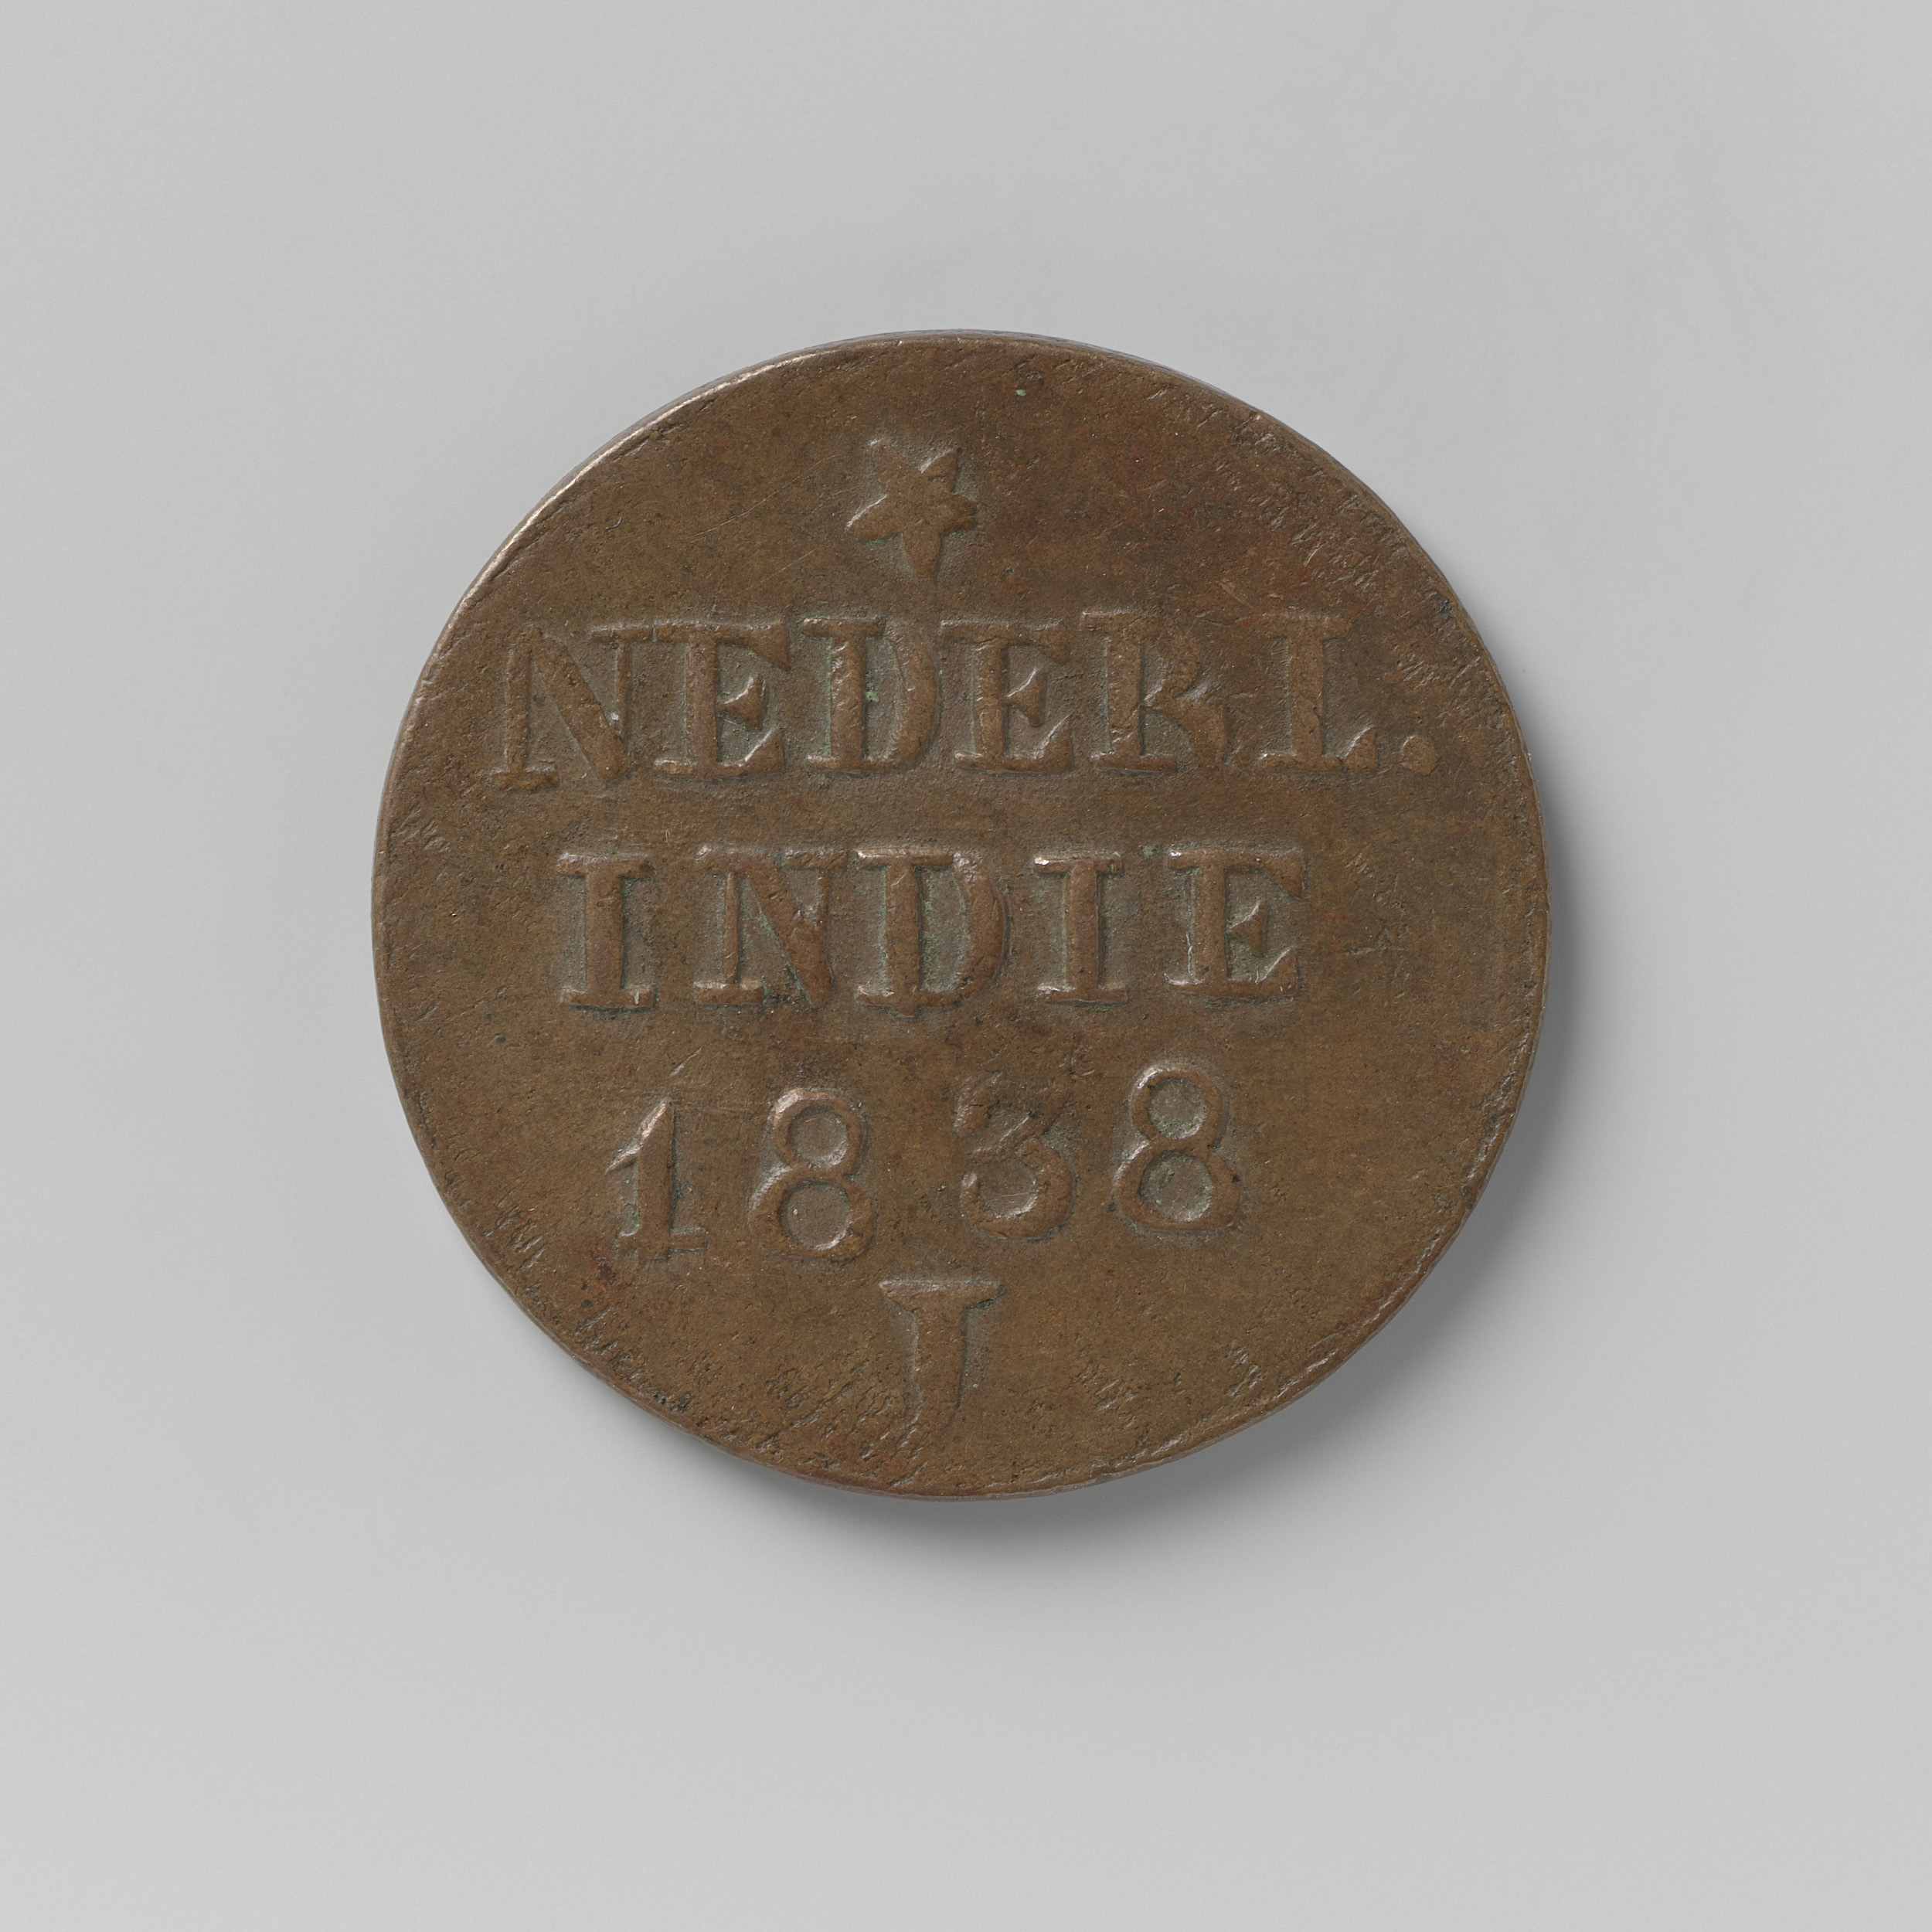 NEDERL.
INDIE
1838
J